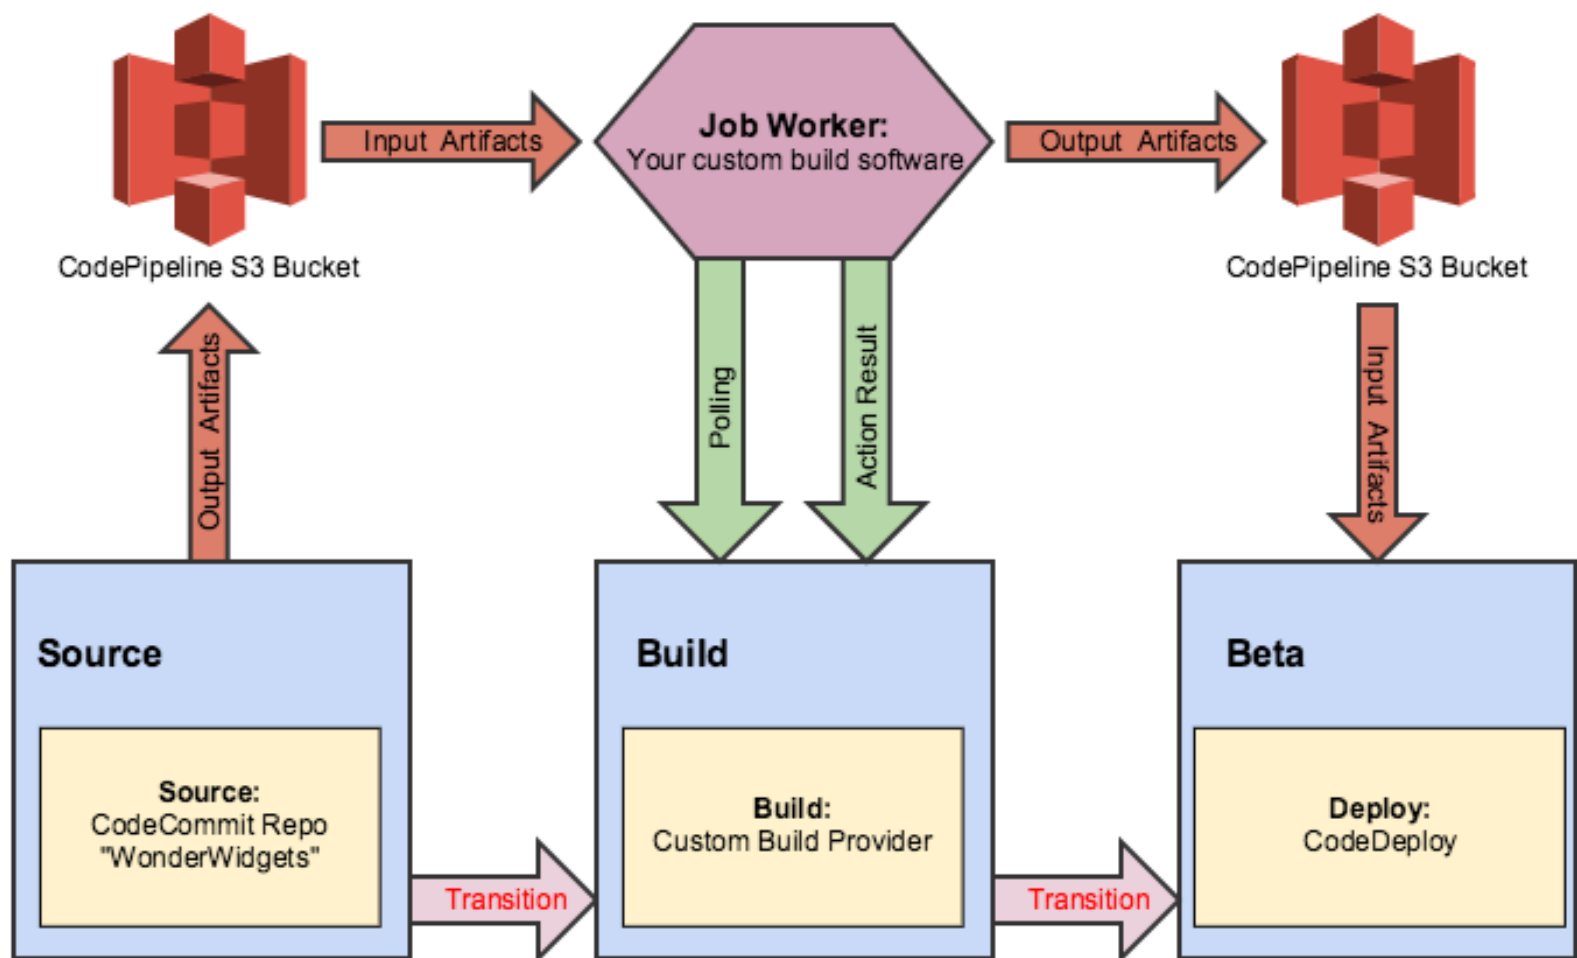 Job Worker:
Your custom build software
Input Artifacts
Output Artifacts
CodePipeline S3 Bucket
CodePipeline S3 Bucket
Output Artifacts
Polling
Action Result
Input Artifacts
Source
Build
Beta
Source:
CodeCommit Repo
"WonderWidgets"
Build:
Custom Build Provider
Deploy:
CodeDeploy
Transition
Transition